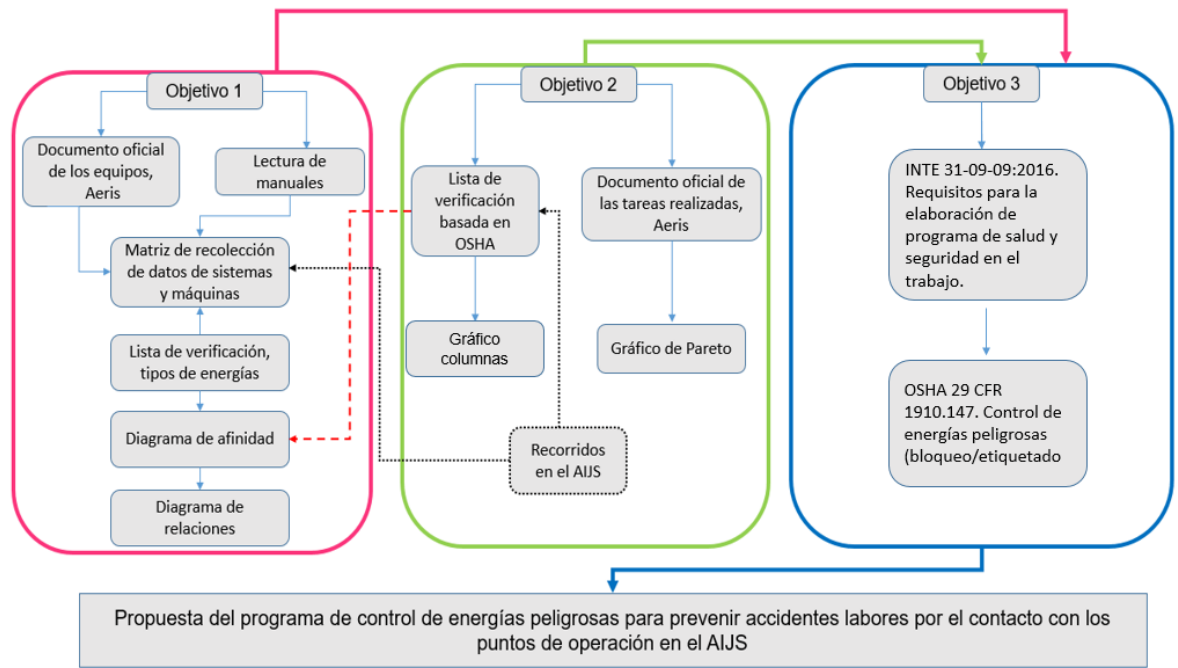 Objetivo 1
Documento oficial
de los equipos,
Aeris
Lectura de
manuales
Matriz de recolección
de datos de sistemas
y máquinas
Lista de verificación,
tipos de energías
Diagrama de afinidad
Diagrama de
relaciones
Objetivo 2
Lista de
verificación
basada en
OSHA
Documento oficial de
las tareas realizadas,
Aeris
Gráfico
columnas
Gráfico de Pareto
Recorridos
en el AIJS
Objetivo 3
INTE 31-09-09:2016.
Requisitos para la
elaboración de
programa de salud y
seguridad en el
trabajo.
OSHA 29 CFR
1910.147. Control de
energías peligrosas
(bloqueo/etiquetado
Propuesta del programa de control de energías peligrosas para prevenir accidentes labores por el contacto con los
puntos de operación en el AIJS